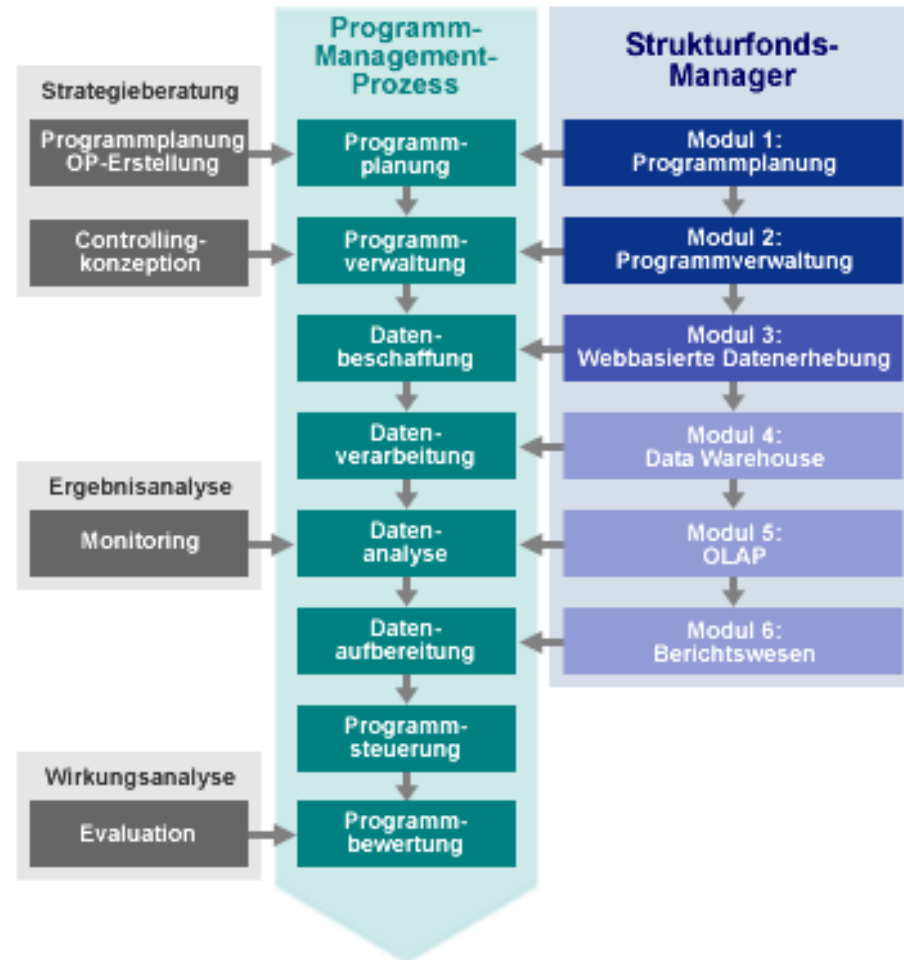 Strategieberatung
Programmplanung
OP-Erstellung
Controlling-
konzeption
Ergebnisanalyse
Monitoring
Wirkungsanalyse
Evaluation
Programm-
Management-
Prozess
Programm-
planung
Programm-
verwaltung
Daten-
beschaffung
Daten-
verarbeitung
Daten-
analyse
Daten-
aufbereitung
Programm-
steuerung
Programm-
bewertung
Strukturfonds-
Manager
Modul 1:
Programmplanung
Modul 2:
Programmverwaltung
Modul 3:
Webbasierte Datenerhebung
Modul 4:
Data Warehouse
Modul 5:
OLAP
Modul 6:
Berichtswesen